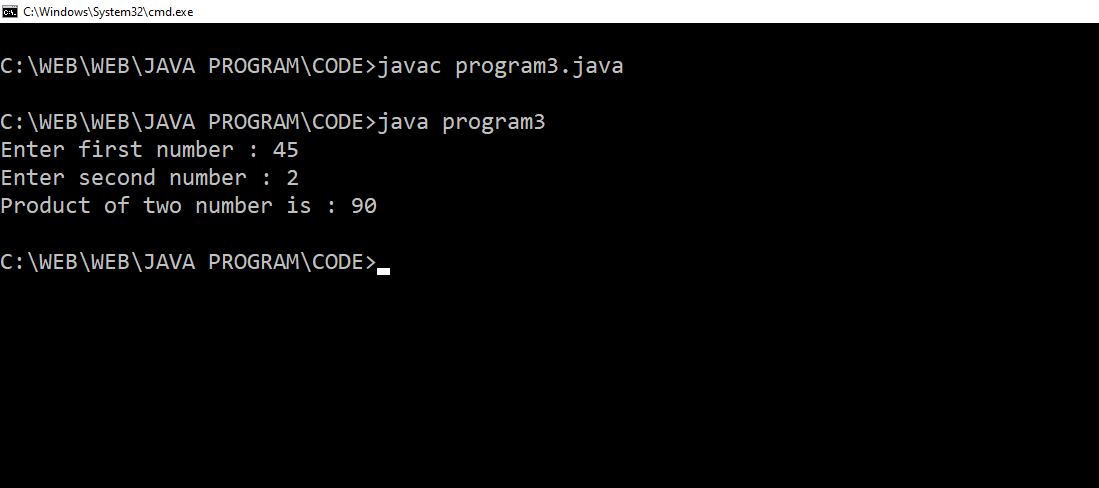 C:\Windows\System32\cmd.exe
C:\WEB\WEB\JAVA PROGRAM\CODE>javac program3.java
C:\WEB\WEB\JAVA PROGRAM\CODE>java program3
Enter first number : 45
Enter second number : 2
Product of two number is : 90
C:\WEB\WEB\JAVA PROGRAM\CODE>